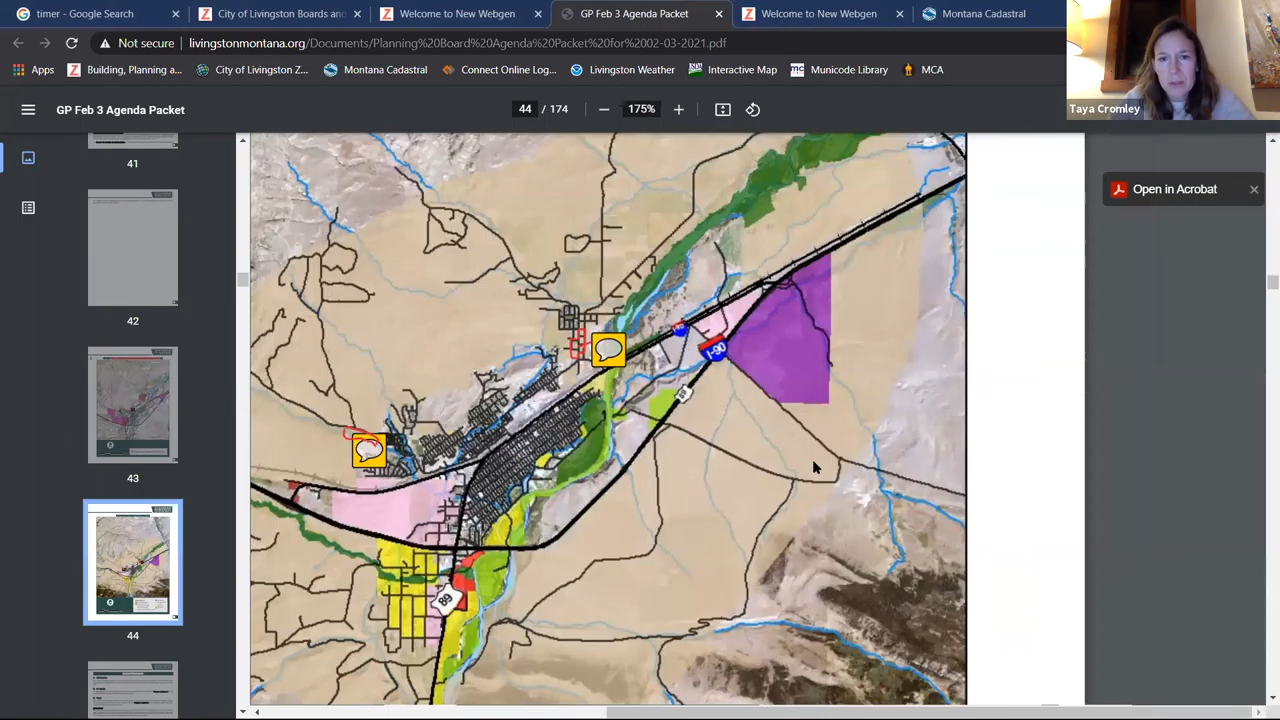 timer - Google Search
City of Livingston Boards and
Welcome to New Webgen
GP Feb 3 Agenda Packet
Welcome to New Webgen
Montana Cadastral
Not secure | livingstonmontana.org/Documents/Planning%20Board%20Agenda%20Packet%20for%2002-03-2021.pdf
Apps
Building, Planning a...
City of Livingston Z...
Montana Cadastral
Connect Online Log...
Livingston Weather
Interactive Map
Municode Library
MCA
Taya Cromley
GP Feb 3 Agenda Packet
44 / 174
175%
Open in Acrobat
41
42
43
44
I-90
89